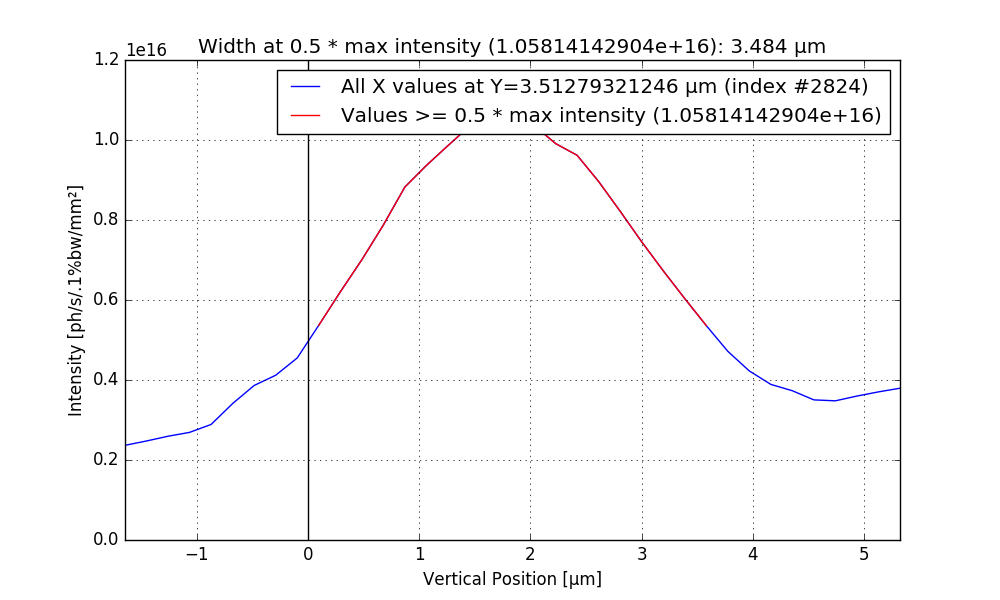 Width at 0.5 * max intensity (1.05814142904e+16): 3.484 µm
1e16
All X values at Y=3.51279321246 µm (index #2824)
Values >= 0.5 * max intensity (1.05814142904e+16)
1.2
1.0
0.8
0.6
0.4
0.2
0.0
Intensity [ph/s/.1%bw/mm²]
−1 0 1 2 3 4 5
Vertical Position [µm]